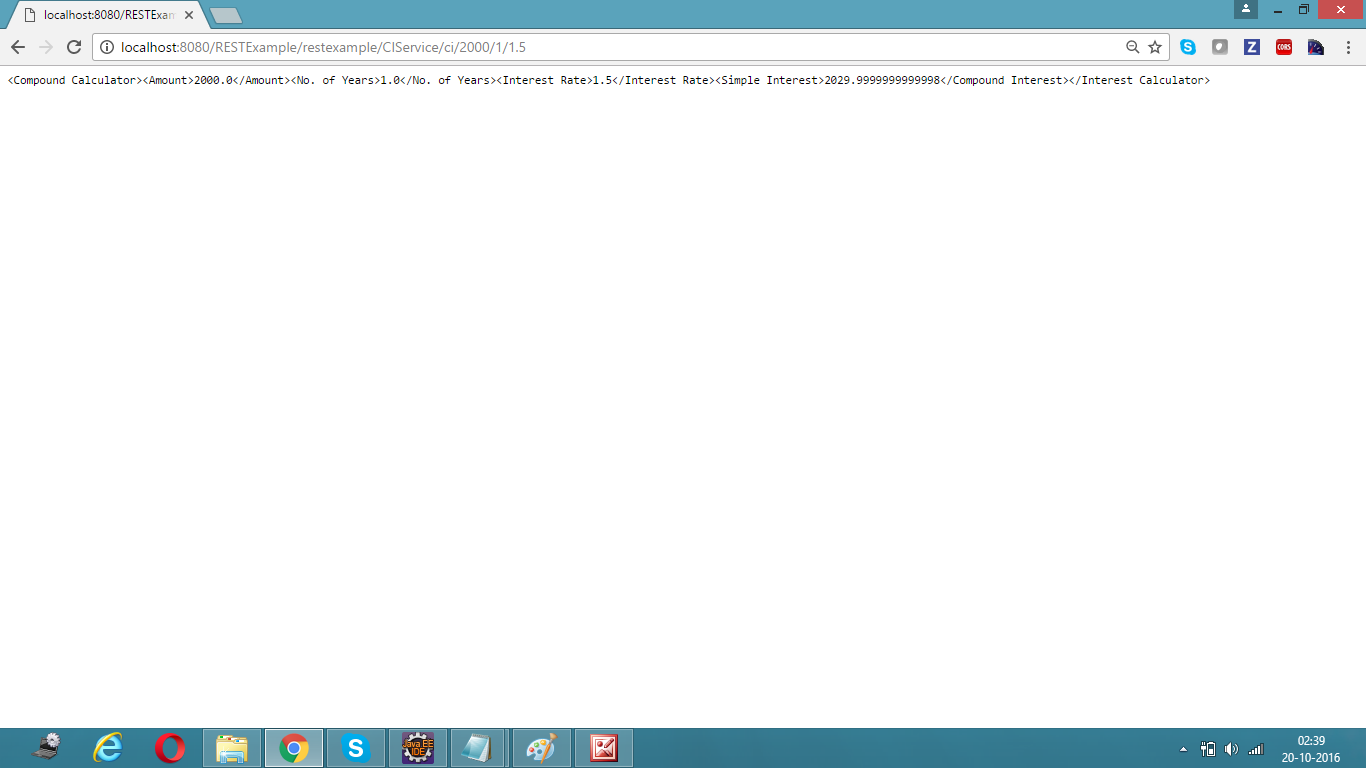 localhost:8080/RESTExam
localhost:8080/RESTExample/restexample/CIService/ci/2000/1/1.5
Z
CORS
<Compound Calculator><Amount>2000.0</Amount><No. of Years>1.0</No. of Years><Interest Rate>1.5</Interest Rate><Simple Interest>2029.9999999999998</Compound Interest></Interest Calculator>
Java EE
IDE
02:39
20-10-2016